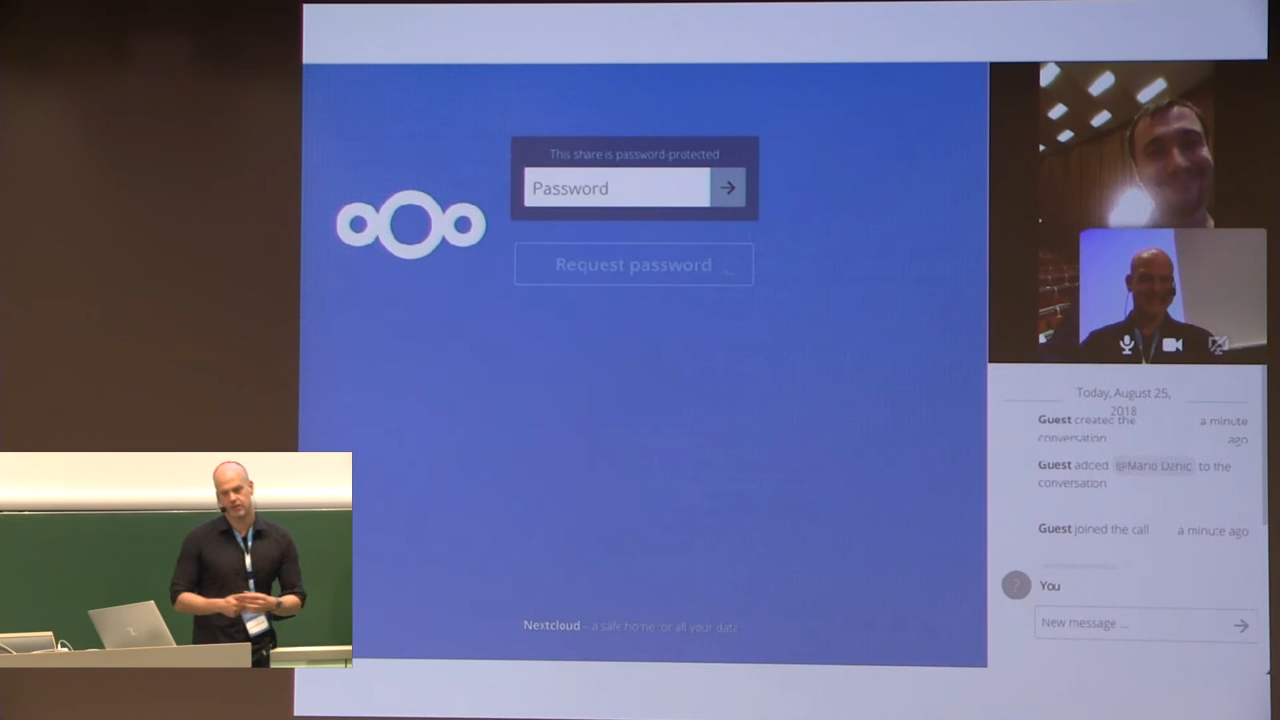 This share is password-protected
Password
Request password
Nextcloud – a safe home for all your data
Today, August 25,
2018
Guest created the
conversation
a minute
ago
Guest added @Mario Danic to the
conversation
Guest joined the call
a minute ago
?
You
New message ...